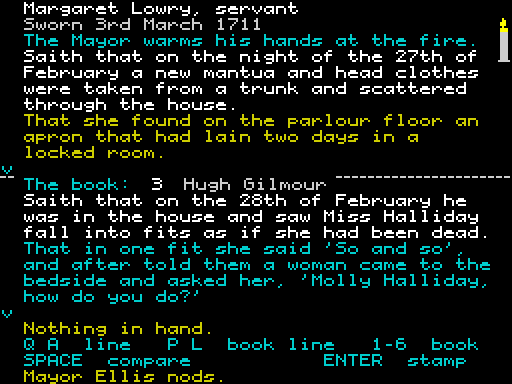 Margaret Lowry, servant
Sworn 3rd March 1711
The Mayor warms his hands at the fire.
Saith that on the night of the 27th of
February a new mantua and head clothes
were taken from a trunk and scattered
through the house.
That she found on the parlour floor an
apron that had lain two days in a
locked room.
v
The book: 3 Hugh Gilmour
Saith that on the 28th of February he
was in the house and saw Miss Halliday
fall into fits as if she had been dead.
That in one fit she said 'So and so',
and after told them a woman came to the
bedside and asked her, 'Molly Halliday,
how do you do?'
v
Nothing in hand.
Q A line P L book line 1-6 book
SPACE compare ENTER stamp
Mayor Ellis nods.